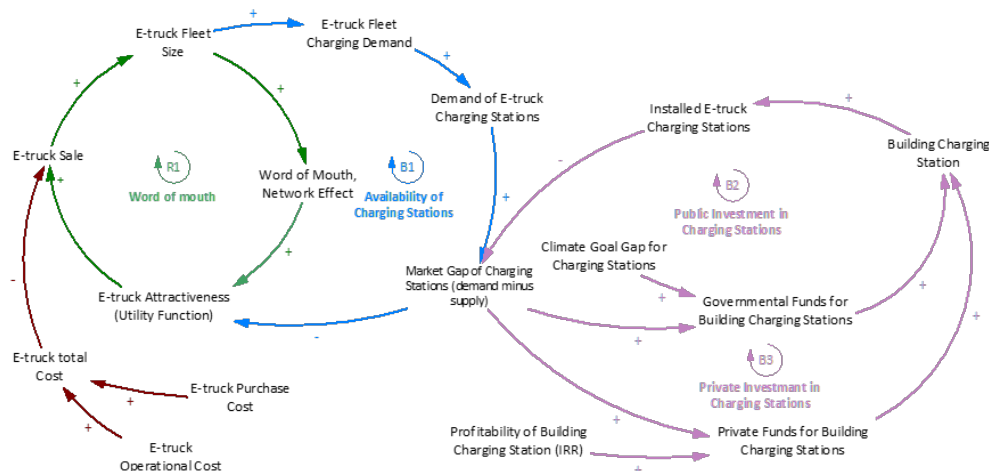 E-truck Fleet
Size
+
E-truck Fleet
Charging Demand
+
Demand of E-truck
Charging Stations
+
E-truck Sale
+
+
R1
Word of mouth
Word of Mouth,
Network Effect
+
+
B1
Availability of
Charging Stations
+
E-truck Attractiveness
(Utility Function)
-
Market Gap of Charging
Stations (demand minus
supply)
-
Installed E-truck
Charging Stations
+
Building Charging
Station
B2
Public Investment in
Charging Stations
Climate Goal Gap for
Charging Stations
+
+
Governmental Funds for
Building Charging Stations
+
B3
Private Investmant in
Charging Stations
+
+
Profitability of Building
Charging Station (IRR)
+
Private Funds for Building
Charging Stations
-
E-truck total
Cost
+
E-truck Purchase
Cost
+
E-truck
Operational Cost